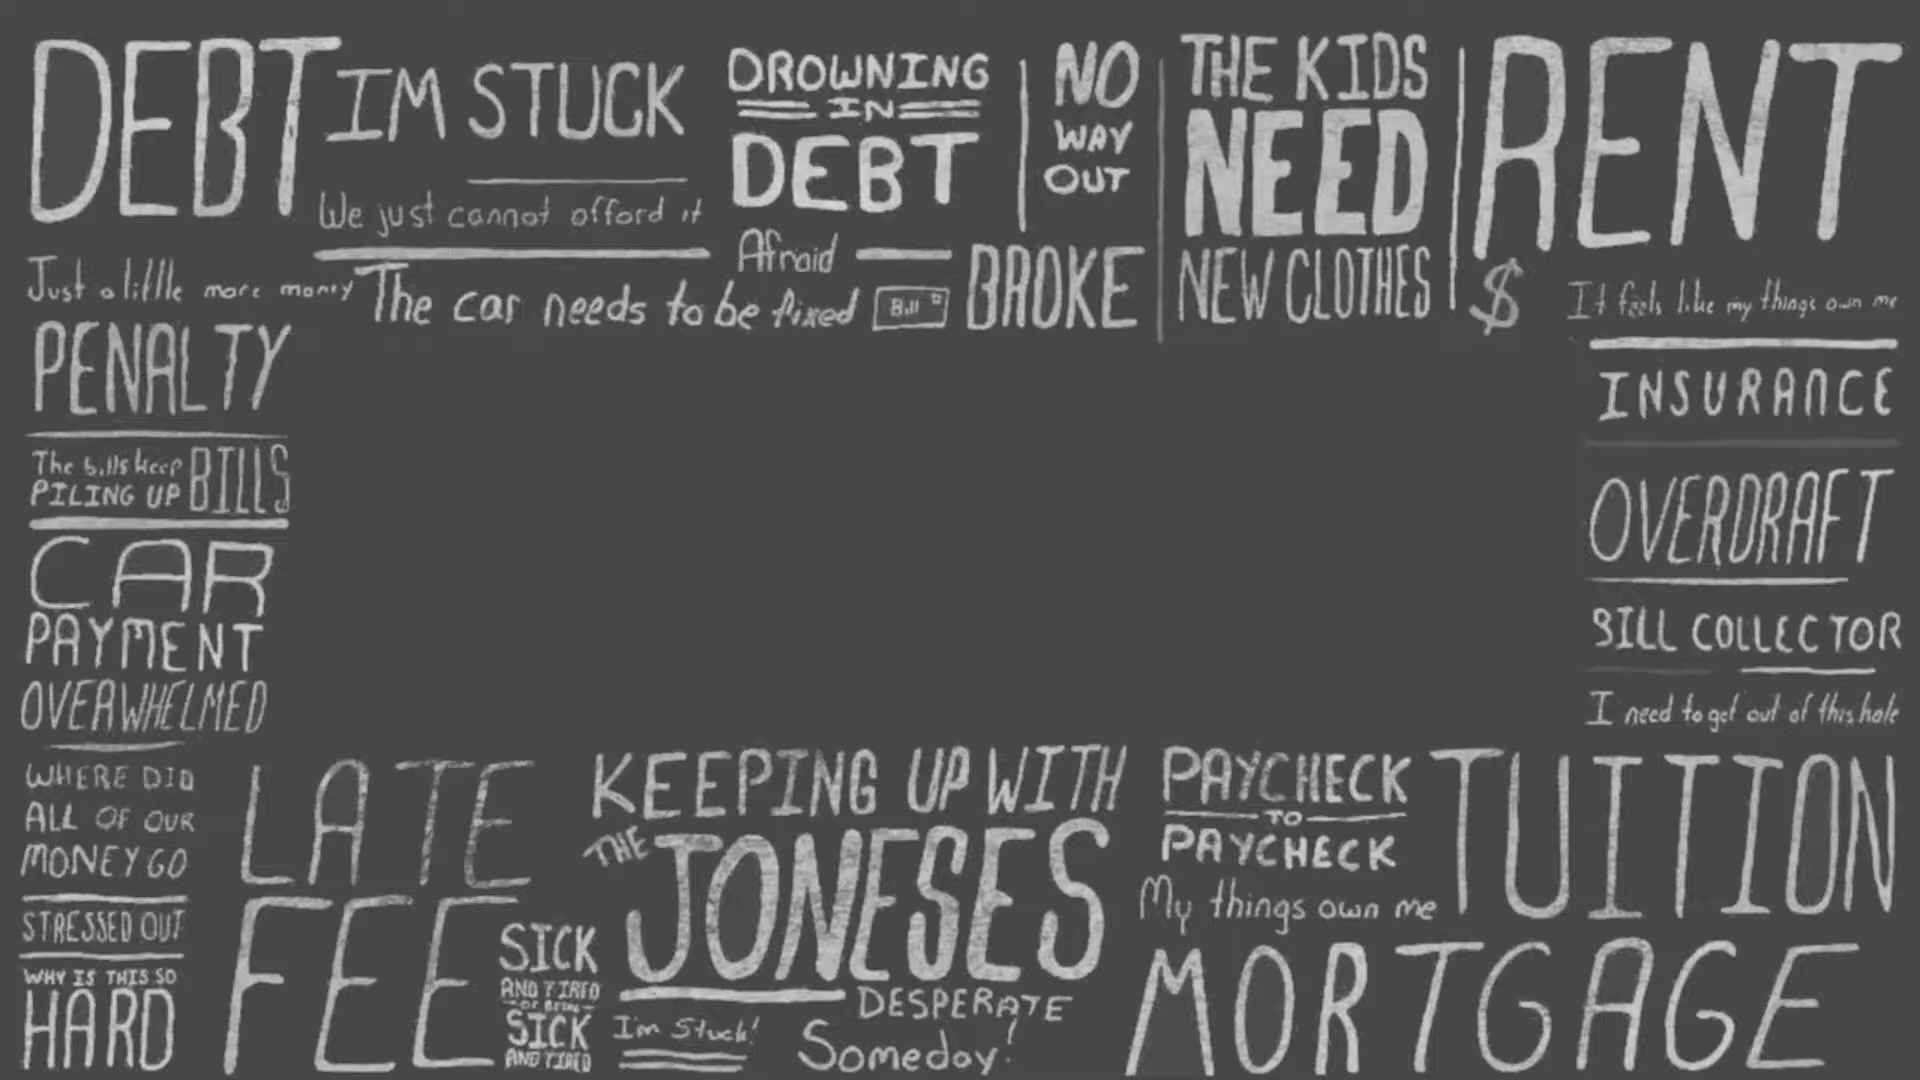 DEBT
IM STUCK
We just cannot afford it
DROWNING
IN
DEBT
NO
WAY
OUT
THE KIDS
NEED
NEW CLOTHES
RENT
Just a little more money
The car needs to be fixed
Afraid
Bill
BROKE
$
It feels like my things own me
PENALTY
The bills keep
PILING UP
BILLS
CAR
PAYMENT
OVERWHELMED
WHERE DID
ALL OF OUR
MONEY GO
STRESSED OUT
WHY IS THIS SO
HARD
INSURANCE
OVERDRAFT
BILL COLLECTOR
I need to get out of this hole
LATE
FEE
SICK
AND TIRED
OF BEING
SICK
AND TIRED
KEEPING UP WITH
THE JONESES
I'm Stuck!
DESPERATE
Someday!
PAYCHECK
TO
PAYCHECK
My things own me
TUITION
MORTGAGE